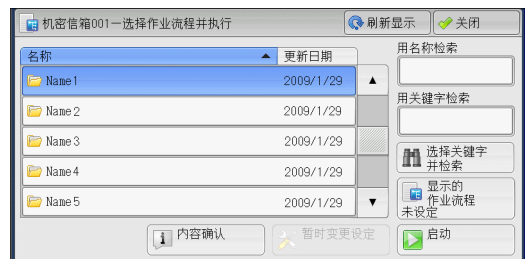 机密信箱001—选择作业流程并执行 刷新显示 关闭
名称 更新日期
Name1 2009/1/29
Name2 2009/1/29
Name3 2009/1/29
Name4 2009/1/29
Name5 2009/1/29
用名称检索
用关键字检索
选择关键字
并检索
显示的
作业流程
未设定
内容确认 暂时变更设定 启动